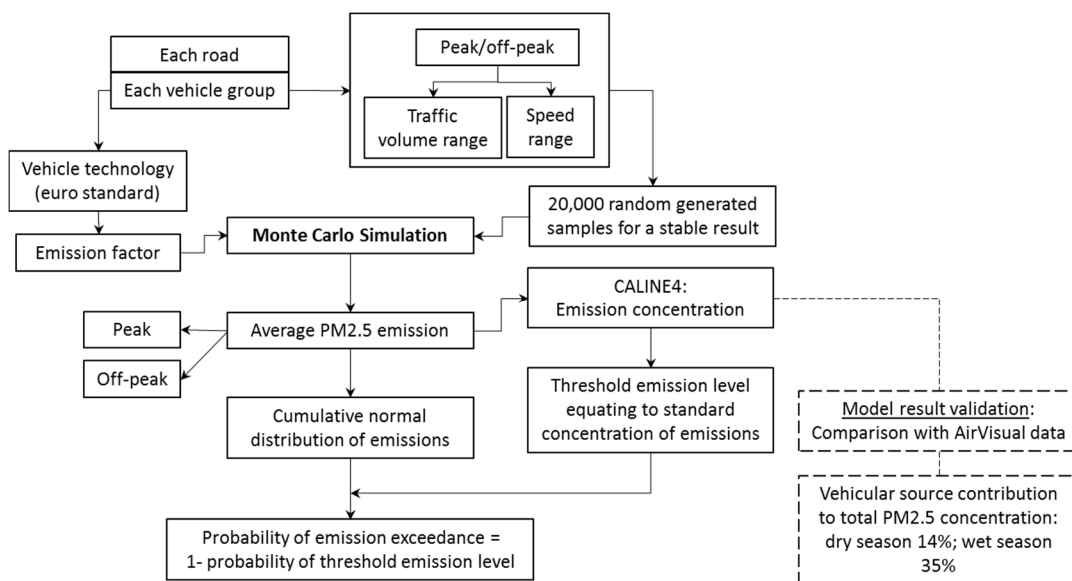 Each road
Each vehicle group
Peak/off-peak
Traffic
volume range
Speed
range
Vehicle technology
(euro standard)
20,000 random generated
samples for a stable result
Emission factor
Monte Carlo Simulation
CALINE4:
Emission concentration
Peak
Average PM2.5 emission
Off-peak
Cumulative normal
distribution of emissions
Threshold emission level
equating to standard
concentration of emissions
Model result validation:
Comparison with AirVisual data
Vehicular source contribution
to total PM2.5 concentration:
dry season 14%; wet season
35%
Probability of emission exceedance =
1- probability of threshold emission level